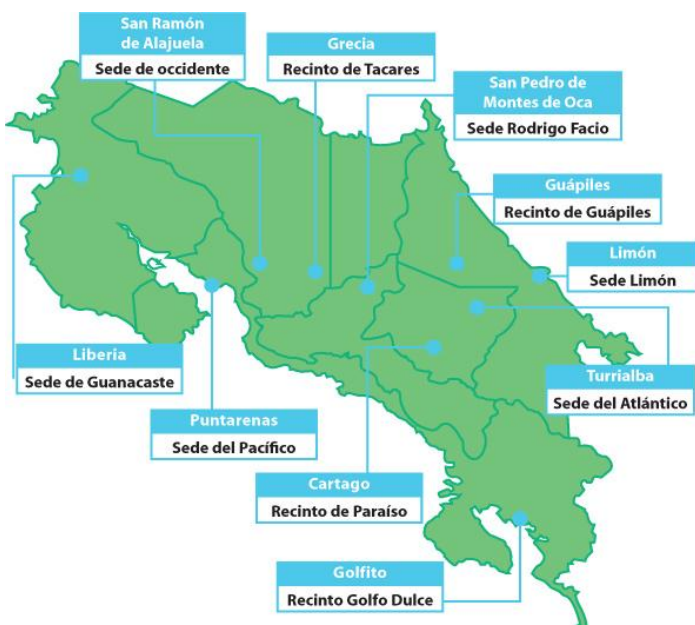 San Ramón
de Alajuela
Sede de occidente
Grecia
Recinto de Tacares
San Pedro de
Montes de Oca
Sede Rodrigo Facio
Guápiles
Recinto de Guápiles
Limón
Sede Limón
Liberia
Sede de Guanacaste
Turrialba
Sede del Atlántico
Puntarenas
Sede del Pacífico
Cartago
Recinto de Paraíso
Golfito
Recinto Golfo Dulce